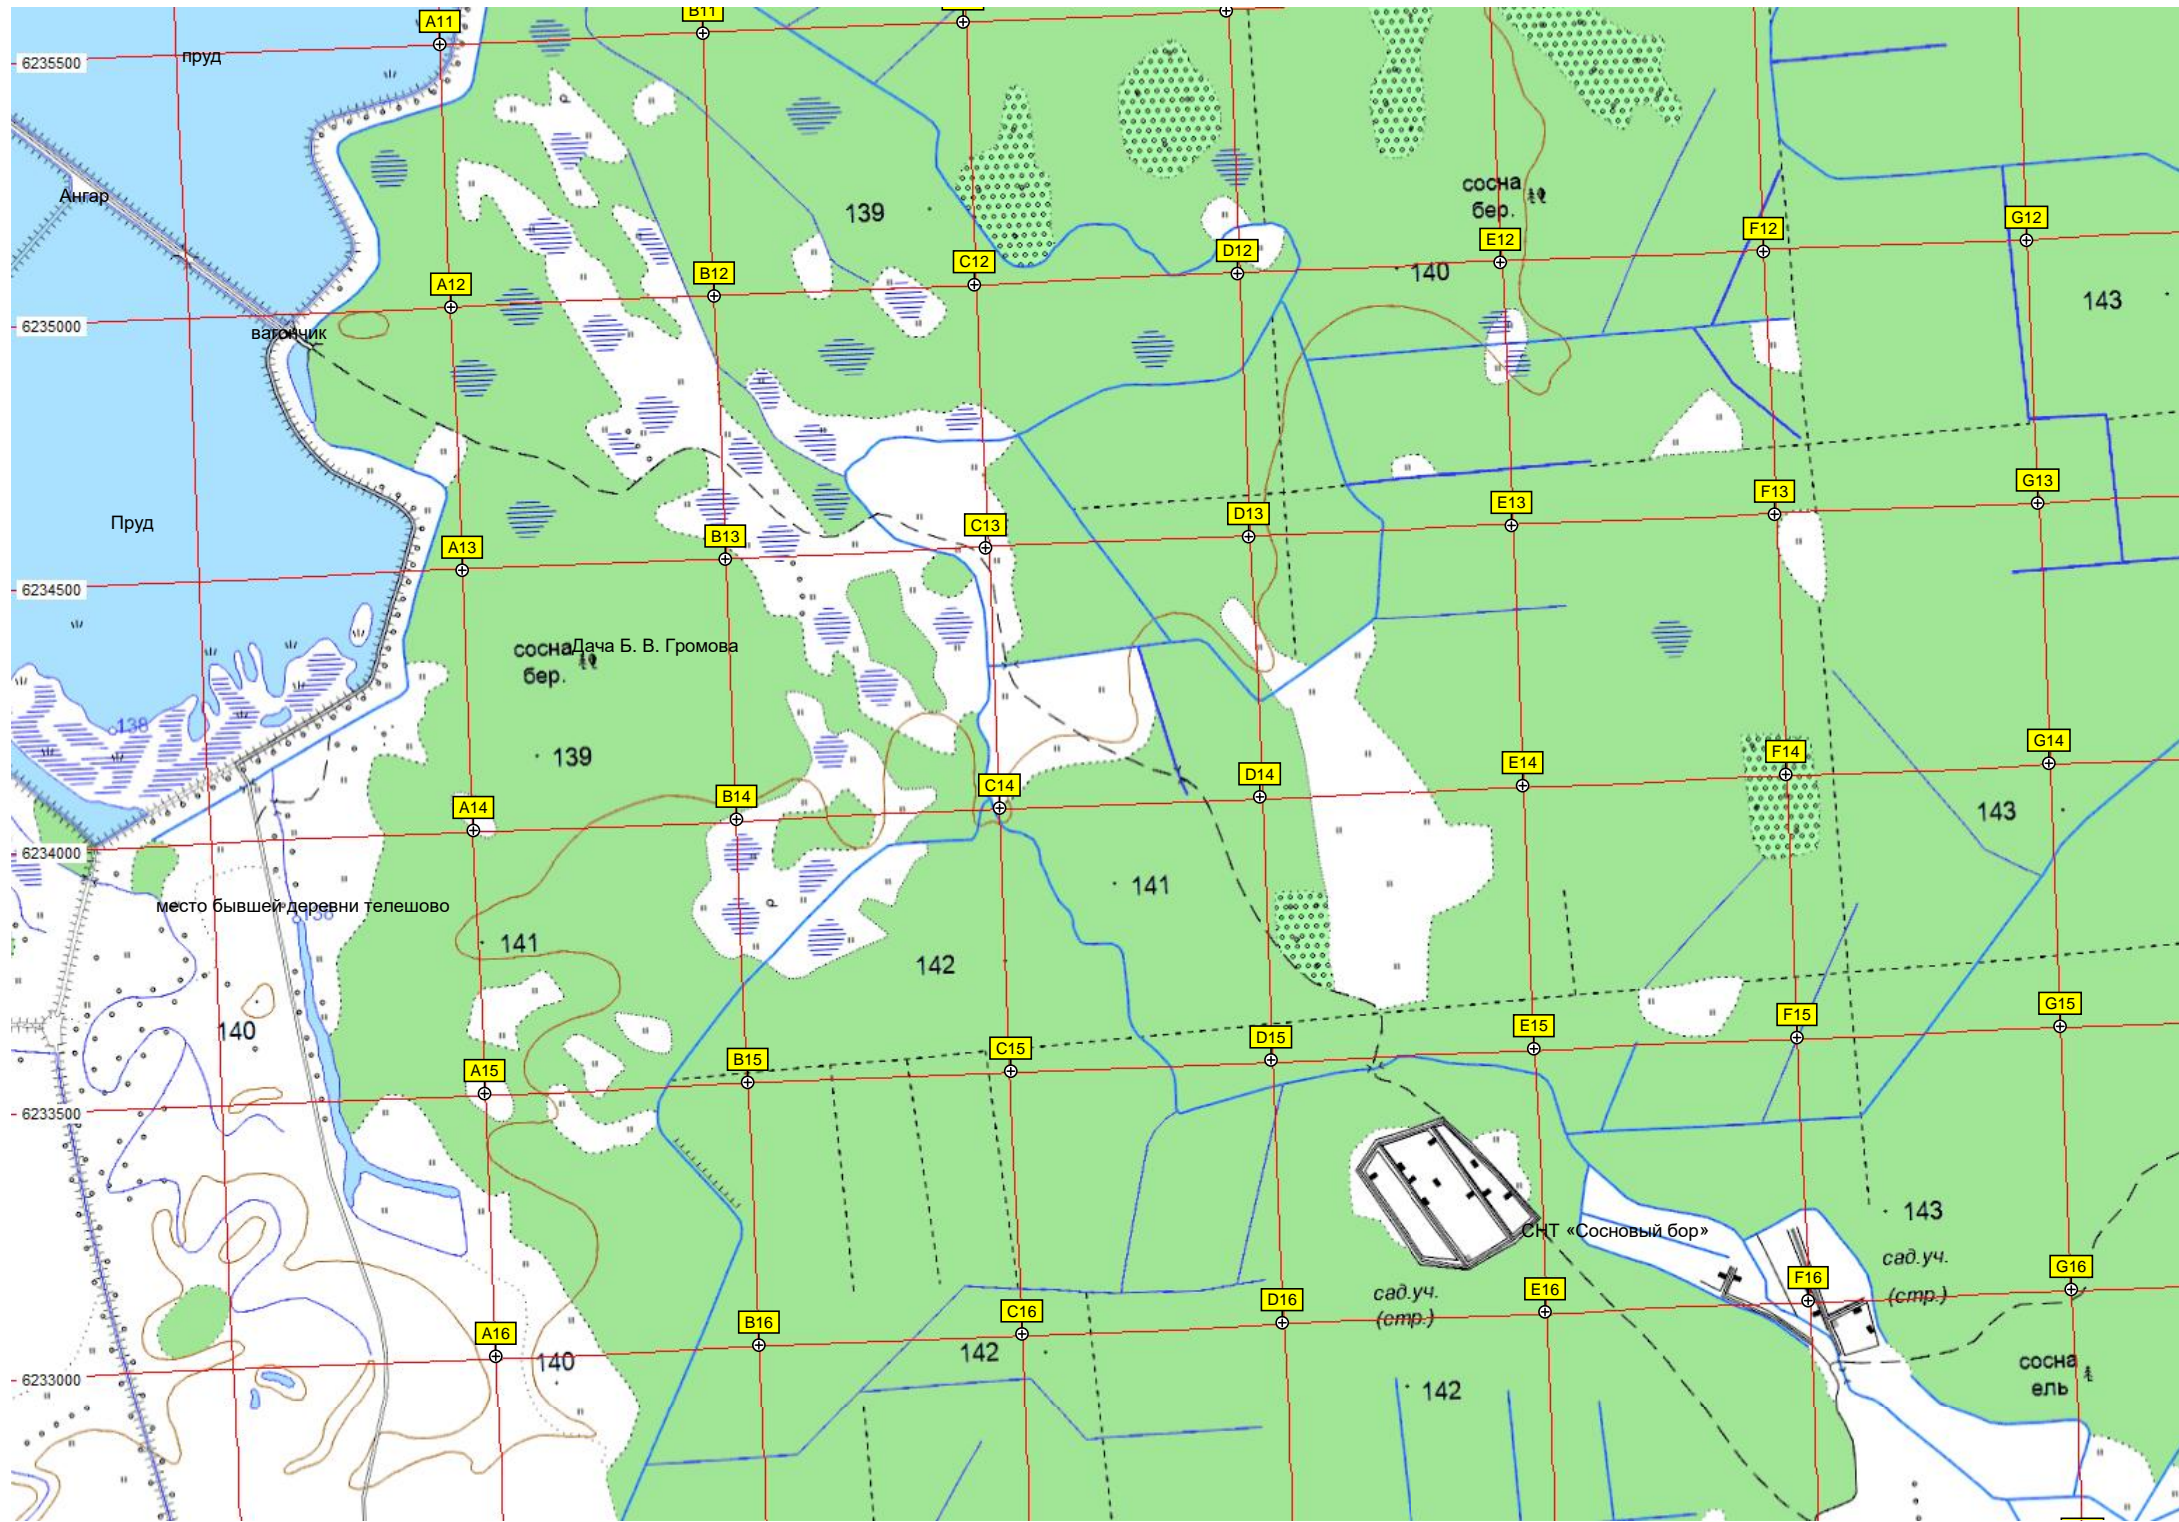 A11
B11
6235500
пруд
Ангар
139
сосна
бер.
A12
B12
C12
D12
E12
F12
G12
140
143
6235000
вагончик
Пруд
A13
B13
C13
D13
E13
F13
G13
6234500
сосна
бер.
Дача Б. В. Громова
138
139
A14
B14
C14
D14
E14
F14
G14
143
6234000
141
место бывшей деревни телешово
138
141
142
140
A15
B15
C15
D15
E15
F15
G15
6233500
СНТ «Сосновый бор»
143
сад.уч.
(стр.)
сад.уч.
(стр.)
A16
B16
C16
D16
E16
F16
G16
140
142
142
сосна
ель
6233000